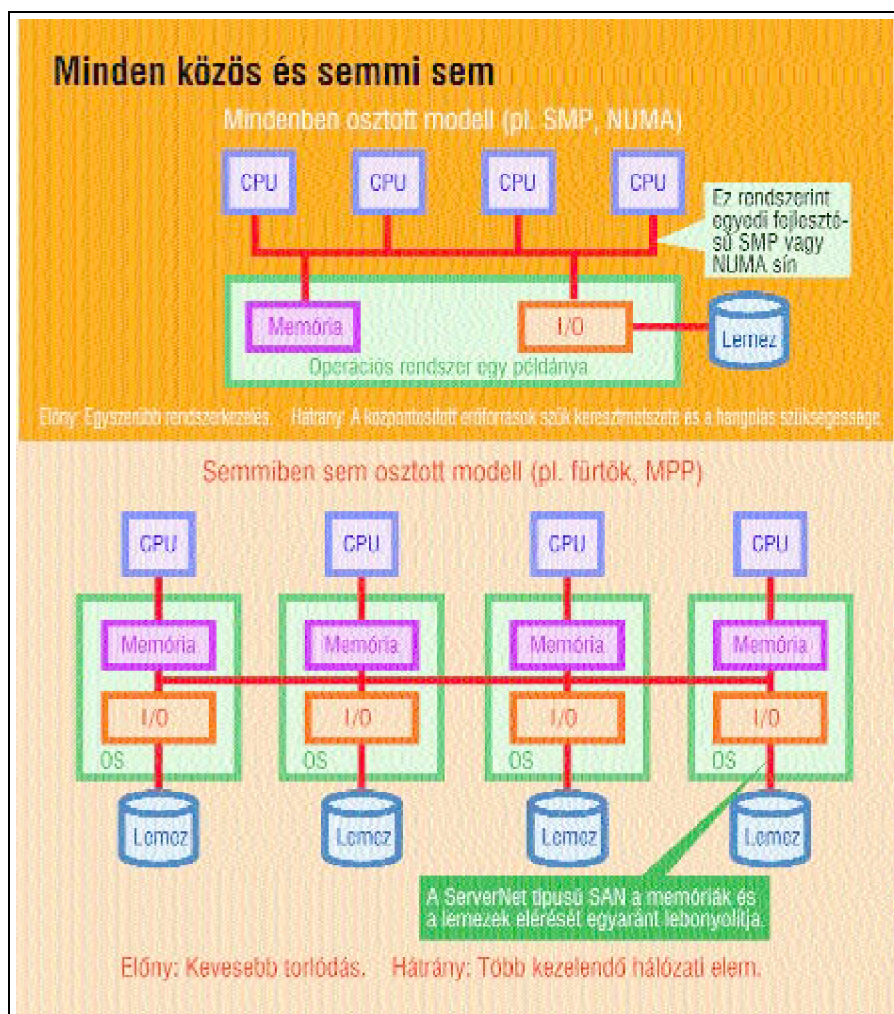 Minden közös és semmi sem
Mindenben osztott modell (pl. SMP, NUMA)
CPU CPU CPU CPU
Ez rendszerint
egyedi fejleszté-
sű SMP vagy
NUMA sín
Memória I/O Lemez
Operációs rendszer egy példánya
Előny: Egyszerűbb rendszerkezelés. Hátrány: A központosított erőforrások szűk keresztmetszete és a hangolás szükségessége.
Semmiben sem osztott modell (pl. fürtök, MPP)
CPU CPU CPU CPU
Memória Memória Memória Memória
I/O I/O I/O I/O
OS OS OS OS
Lemez Lemez Lemez Lemez
A ServerNet típusú SAN a memóriák és
a lemezek elérését egyaránt lebonyolítja.
Előny: Kevesebb torlódás. Hátrány: Több kezelendő hálózati elem.